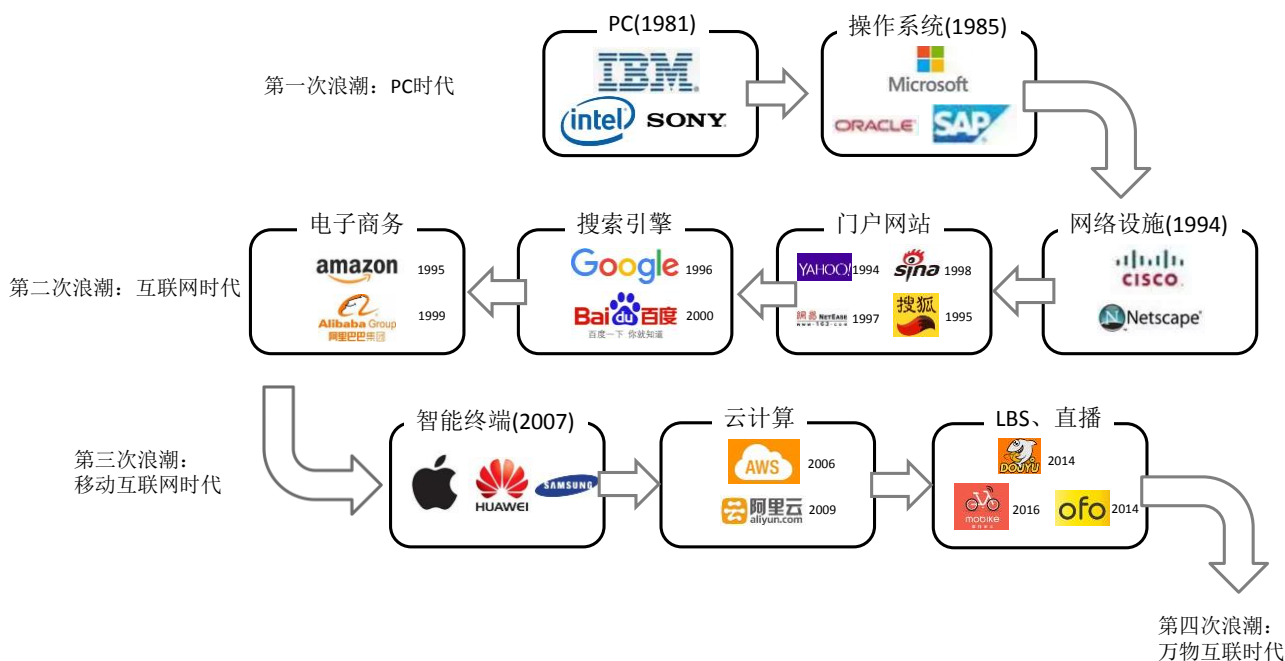 PC(1981)
IBM
intel
SONY
操作系统(1985)
Microsoft
ORACLE
SAP
第一次浪潮：PC时代
网络设施(1994)
CISCO
Netscape
门户网站
YAHOO! 1994
sina 1998
網易 NETEASE 1997
www.163.com
搜狐 1995
搜索引擎
Google 1996
Bai du 百度 2000
百度一下 你就知道
电子商务
amazon 1995
Alibaba Group 1999
阿里巴巴集团
第二次浪潮：互联网时代
第三次浪潮：
移动互联网时代
智能终端(2007)
HUAWEI
SAMSUNG
云计算
AWS 2006
阿里云 2009
aliyun.com
LBS、直播
DOUYU 2014
mobike 2016
ofo 2014
第四次浪潮：
万物互联时代